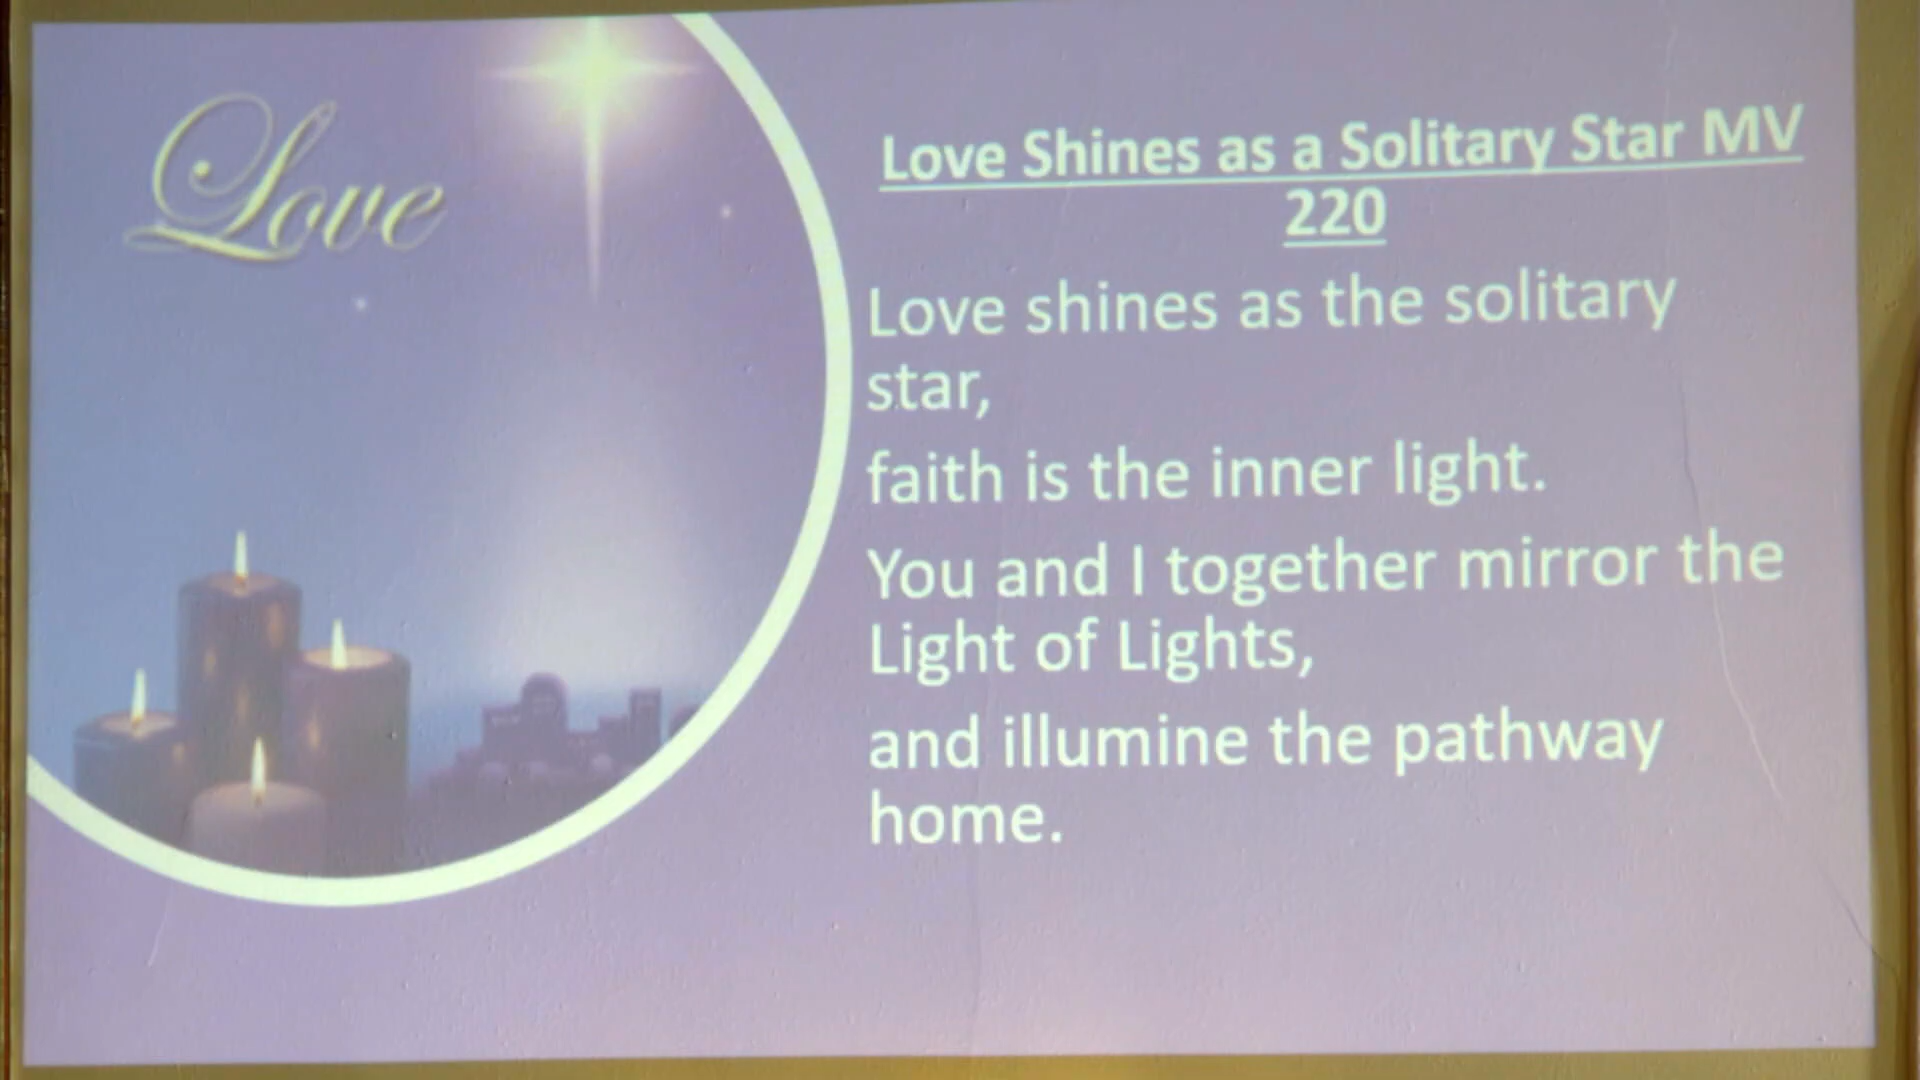 Love
Love Shines as a Solitary Star MV
220
Love shines as the solitary
star,
faith is the inner light.
You and I together mirror the
Light of Lights,
and illumine the pathway
home.